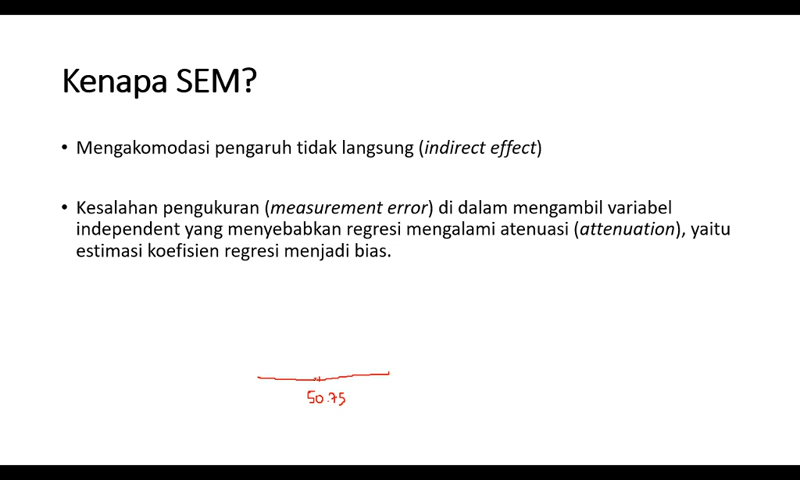 Kenapa SEM?
• Mengakomodasi pengaruh tidak langsung (indirect effect)
• Kesalahan pengukuran (measurement error) di dalam mengambil variabel
independent yang menyebabkan regresi mengalami atenuasi (attenuation), yaitu
estimasi koefisien regresi menjadi bias.
50.75